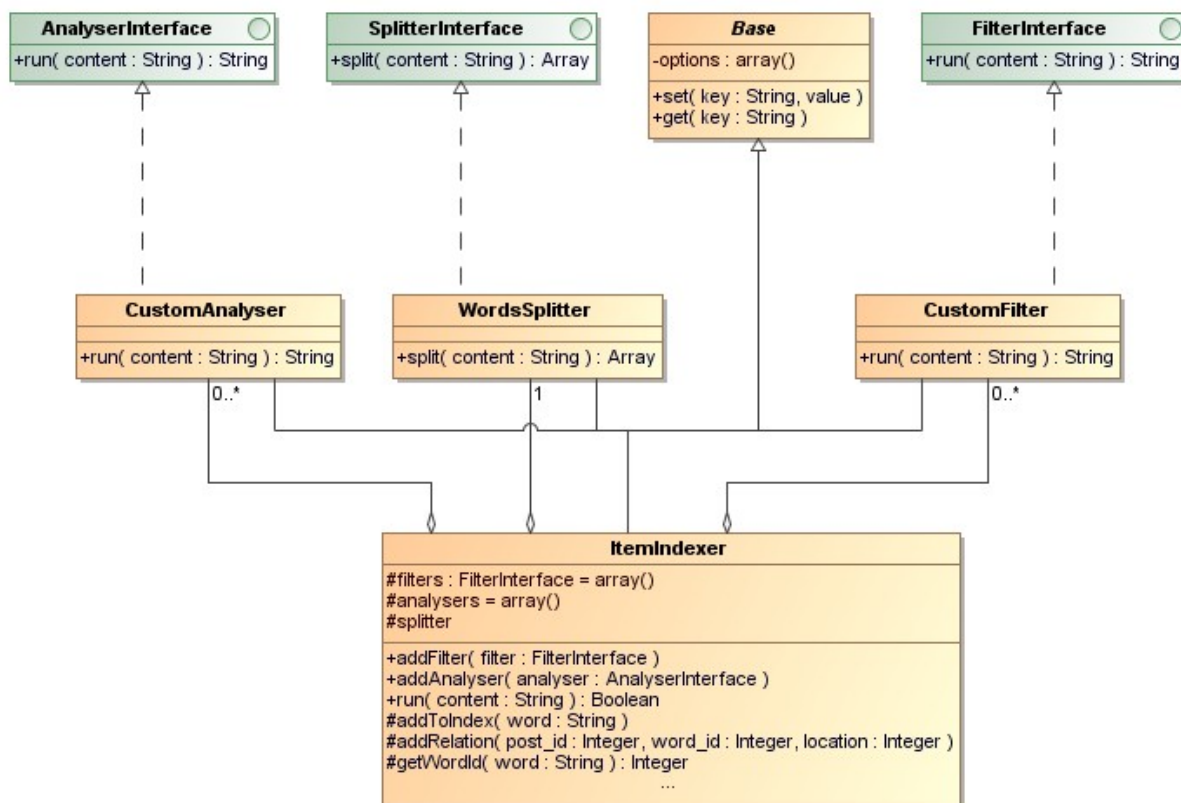 AnalyserInterface
+run( content : String ) : String
SplitterInterface
+split( content : String ) : Array
Base
-options : array()
+set( key : String, value )
+get( key : String )
FilterInterface
+run( content : String ) : String
CustomAnalyser
+run( content : String ) : String
WordsSplitter
+split( content : String ) : Array
CustomFilter
+run( content : String ) : String
0..*
1
0..*
ItemIndexer
#filters : FilterInterface = array()
#analysers = array()
#splitter
+addFilter( filter : FilterInterface )
+addAnalyser( analyser : AnalyserInterface )
+run( content : String ) : Boolean
#addToIndex( word : String )
#addRelation( post_id : Integer, word_id : Integer, location : Integer )
#getWordId( word : String ) : Integer
...